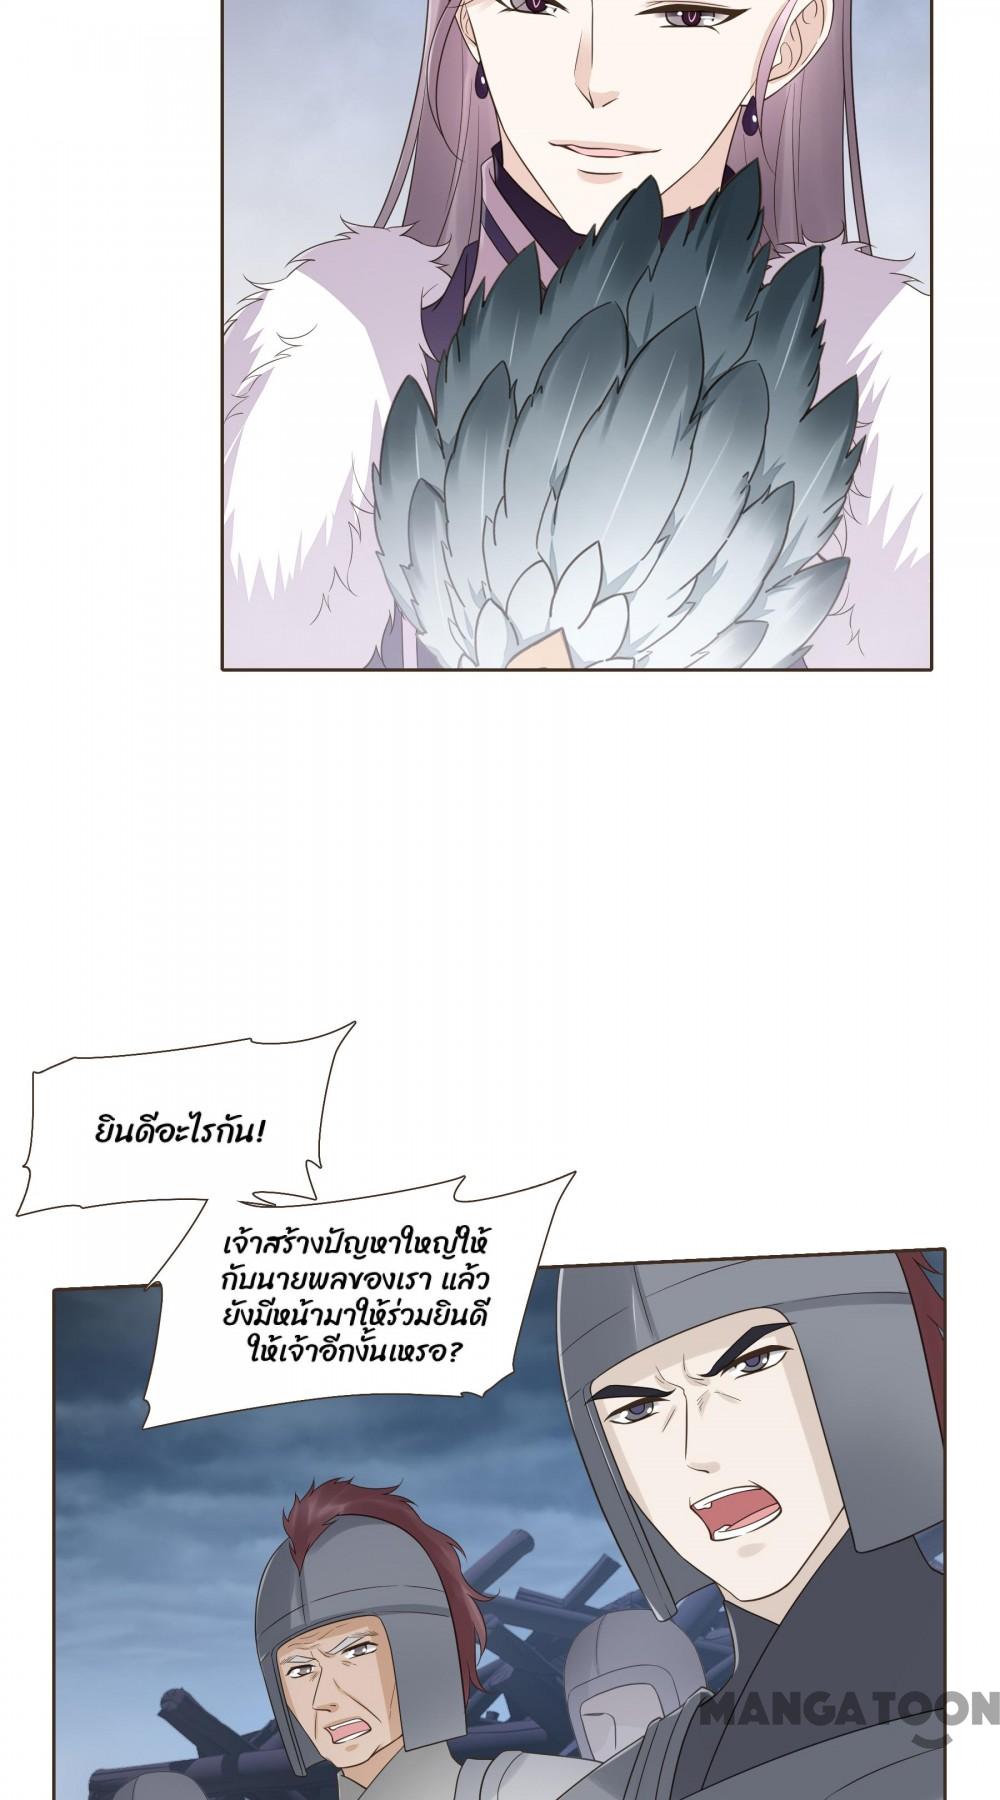 ยินดีอะไรกัน!
เจ้าสร้างปัญหาใหญ่ให้
กับนายพลของเรา แล้ว
ยังมีหน้ามาให้ร่วมยินดี
ให้เจ้าอีกงั้นเหรอ?
MANGATOON